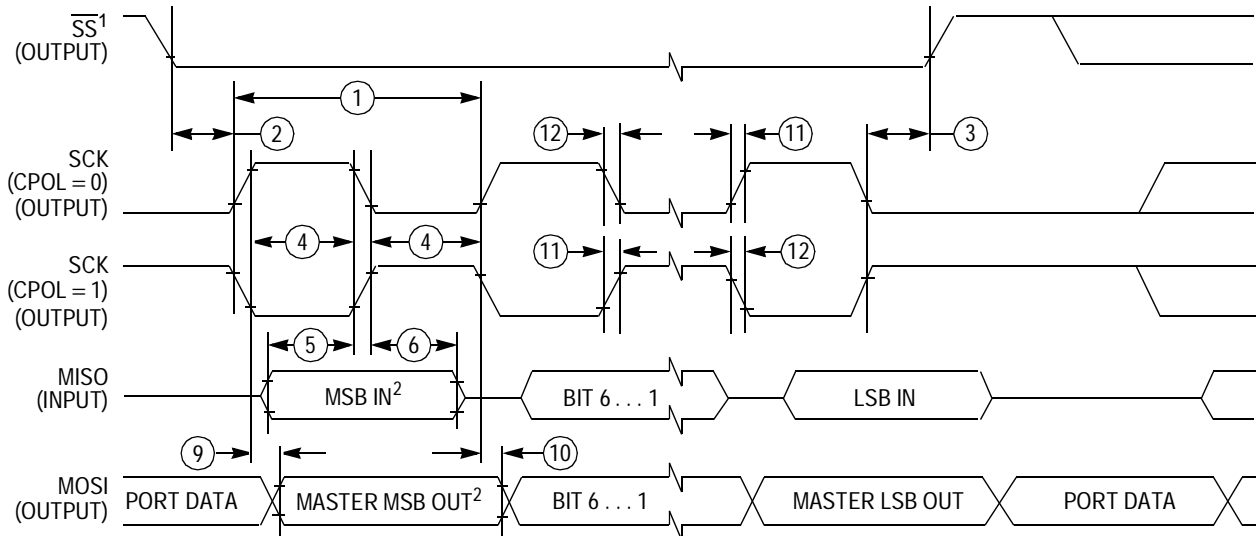 SS¹
(OUTPUT)
1
2
12
11
3
SCK
(CPOL = 0)
(OUTPUT)
4
4
11
12
SCK
(CPOL = 1)
(OUTPUT)
5
6
MISO
(INPUT)
MSB IN²
BIT 6 . . . 1
LSB IN
9
10
MOSI
(OUTPUT)
PORT DATA
MASTER MSB OUT²
BIT 6 . . . 1
MASTER LSB OUT
PORT DATA